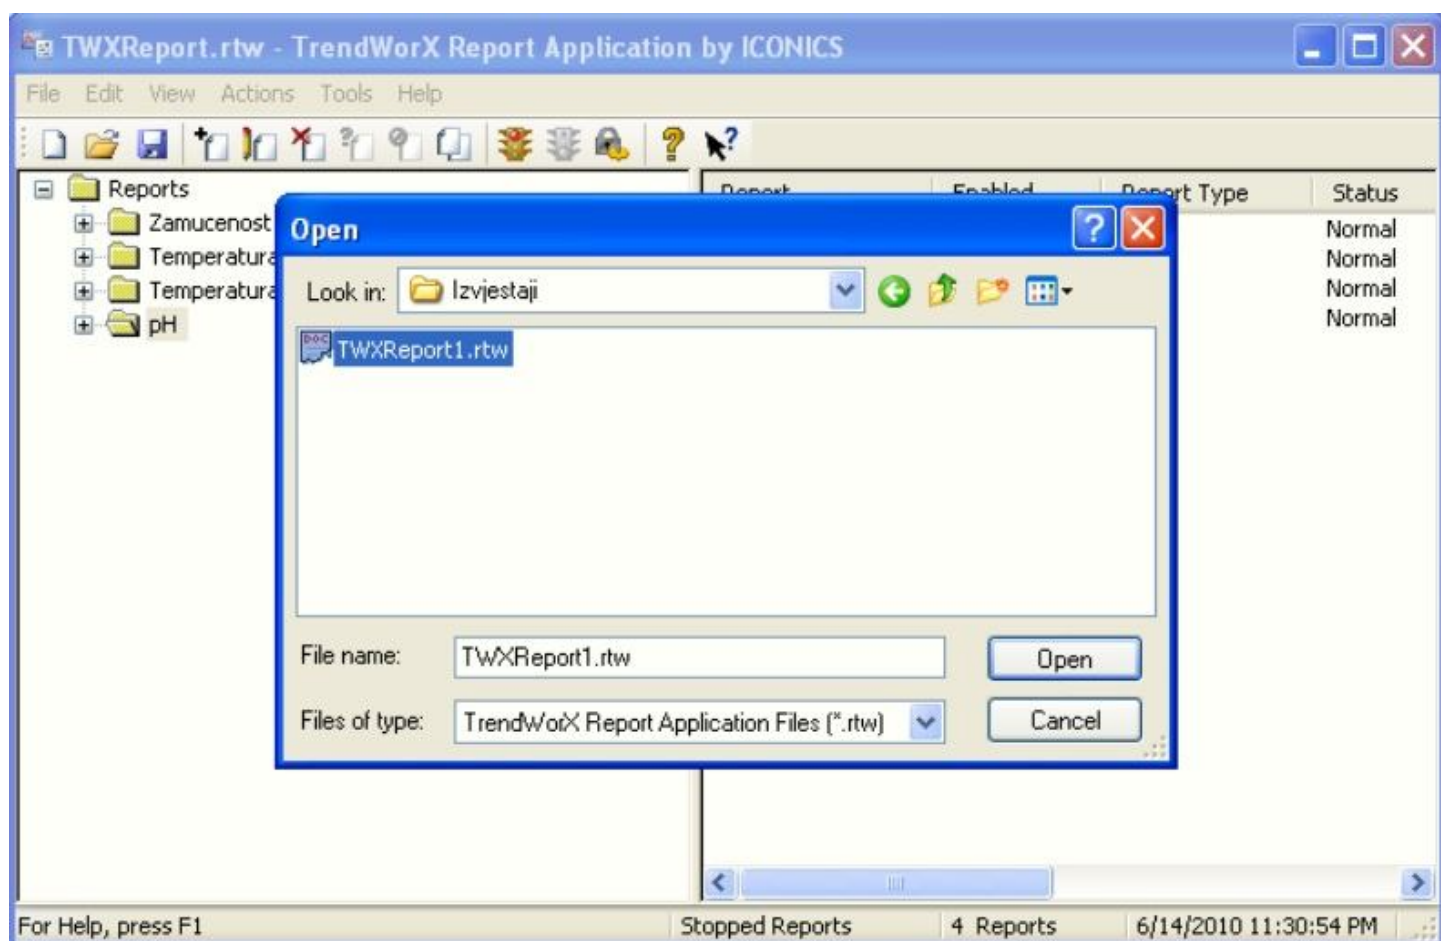 TWXReport.rtw - TrendWorX Report Application by ICONICS
File Edit View Actions Tools Help
Reports
Zamucenost
Temperatura
Temperatura
pH
Report Enabled Report Type Status
Normal
Normal
Normal
Normal
Open
Look in: Izvjestaji
DOC
TWXReport1.rtw
File name: TWXReport1.rtw
Open
Files of type: TrendWorX Report Application Files (*.rtw)
Cancel
For Help, press F1 Stopped Reports 4 Reports 6/14/2010 11:30:54 PM